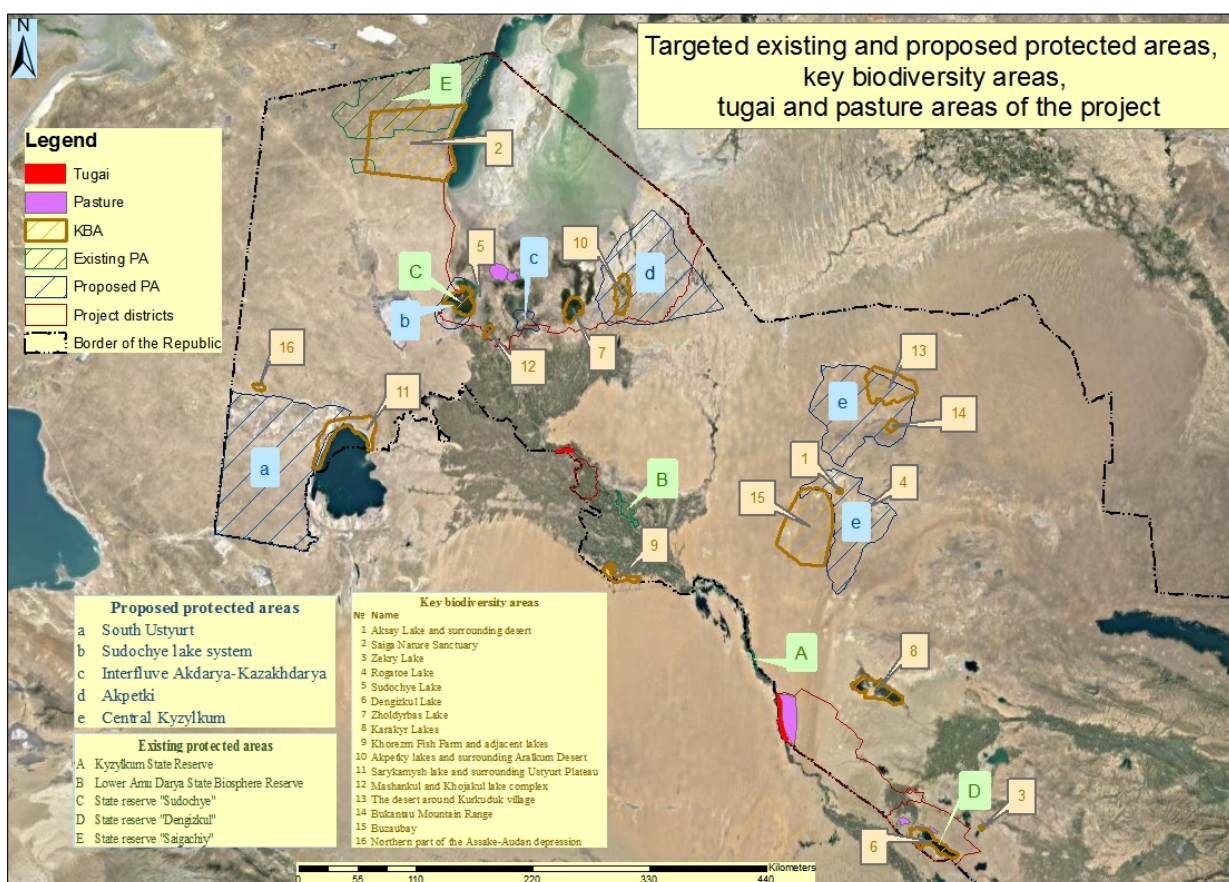 N
Targeted existing and proposed protected areas,
key biodiversity areas,
tugai and pasture areas of the project
Legend
Tugai
Pasture
KBA
Existing PA
Proposed PA
Project districts
Border of the Republic
E
2
10
5
c
C
d
b
7
12
16
11
13
e
14
a
1
4
B
15
e
9
A
8
D
3
6
Proposed protected areas
a South Ustyurt
b Sudochye lake system
c Interfluve Akdarya-Kazakhdarya
d Akpetki
e Central Kyzylkum
Existing protected areas
A Kyzylkum State Reserve
B Lower Amu Darya State Biosphere Reserve
C State reserve "Sudochye"
D State reserve "Dengizkul"
E State reserve "Saigachiy"
Key biodiversity areas
№ Name
1 Aksay Lake and surrounding desert
2 Saiga Nature Sanctuary
3 Zekry Lake
4 Rogatoe Lake
5 Sudochye Lake
6 Dengizkul Lake
7 Zholdyrbas Lake
8 Karakyr Lakes
9 Khorezm Fish Farm and adjacent lakes
10 Akpetky lakes and surrounding Aralkum Desert
11 Sarykamysh lake and surrounding Ustyurt Plateau
12 Mashankul and Khojakul lake complex
13 The desert around Kurkuduk village
14 Bukantau Mountain Range
15 Buzaubay
16 Northern part of the Assake-Audan depression
Kilometers
0 55 110 220 330 440